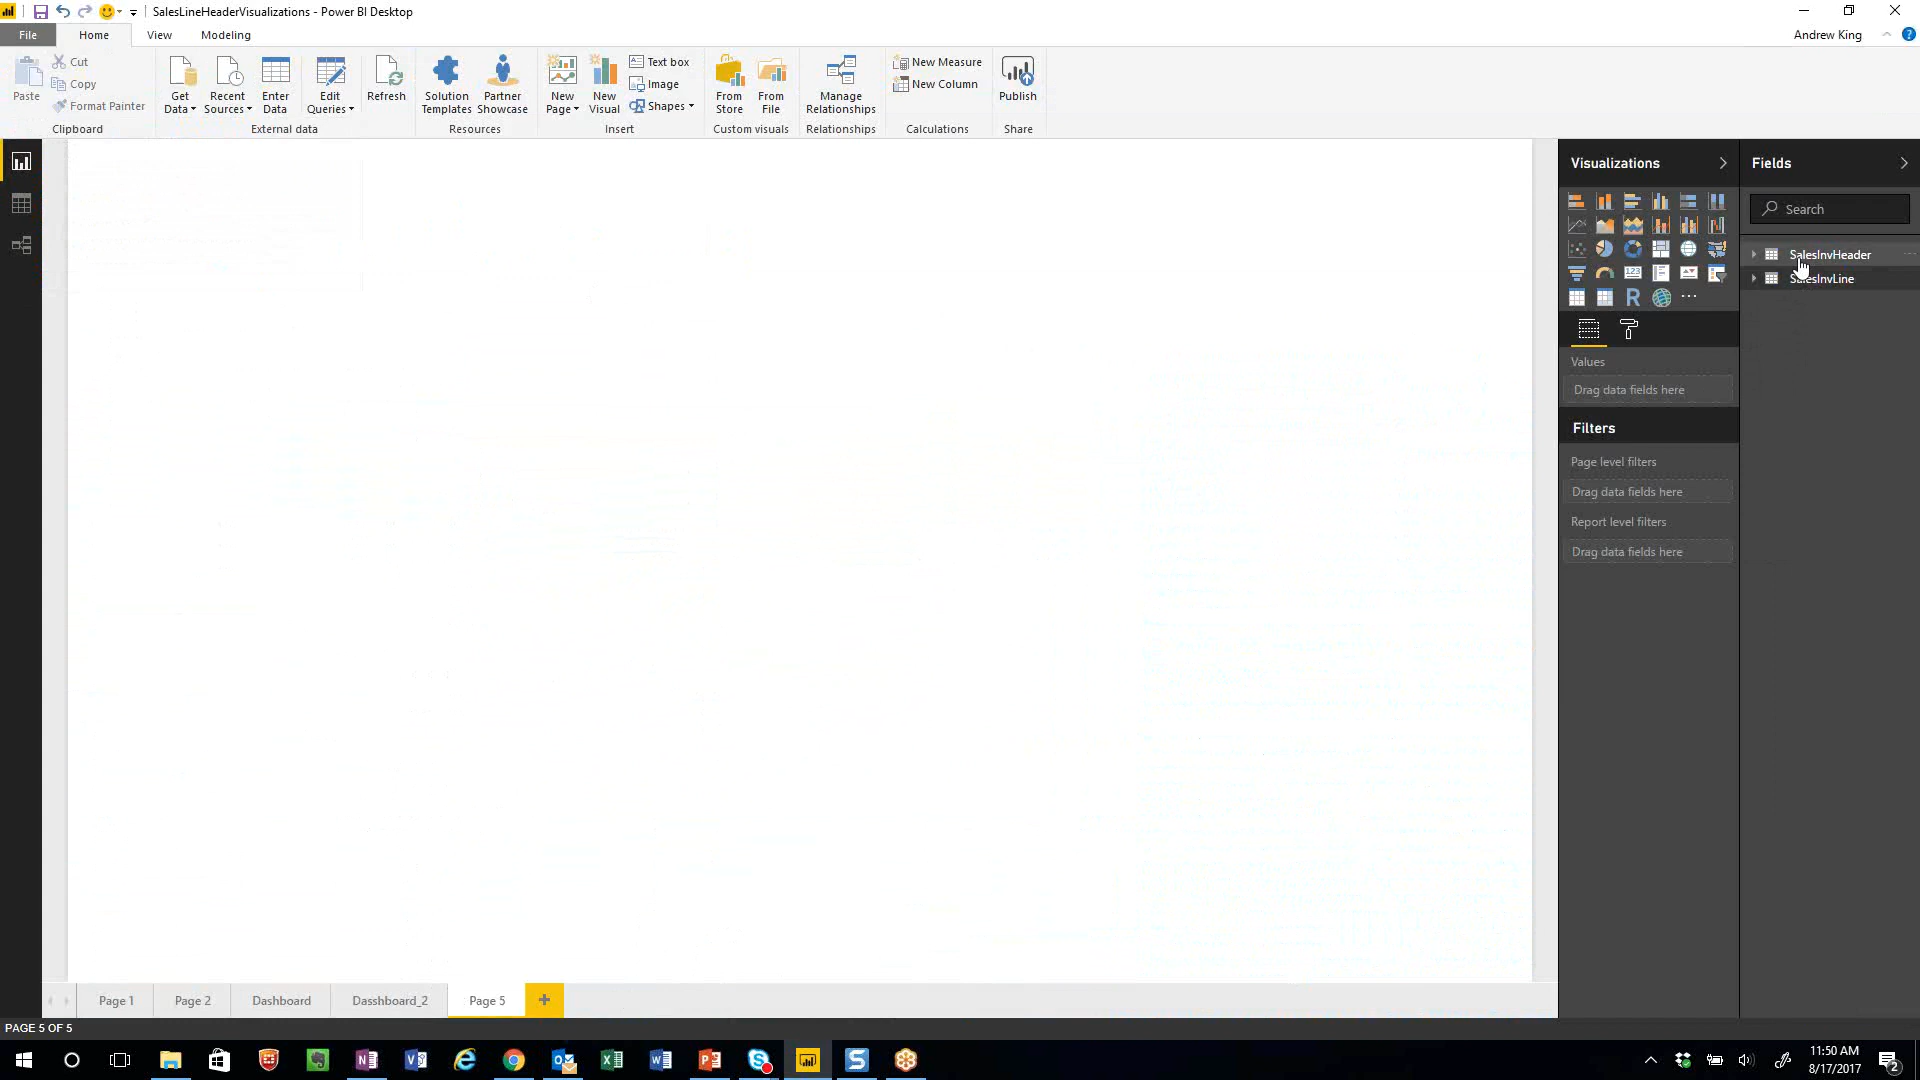 SalesLineHeaderVisualizations - Power BI Desktop
File Home View Modeling Andrew King ?
Paste
Cut
Copy
Format Painter
Clipboard
Get Data
Recent Sources
Enter Data
Edit Queries
Refresh
External data
Solution Templates
Partner Showcase
Resources
New Page
New Visual
Text box
Image
Shapes
Insert
From Store
From File
Custom visuals
Manage Relationships
Relationships
New Measure
New Column
Calculations
Publish
Share
Visualizations
123
R
Values
Drag data fields here
Filters
Page level filters
Drag data fields here
Report level filters
Drag data fields here
Fields
Search
SalesInvHeader
SalesInvLine
Page 1 Page 2 Dashboard Dasshboard_2 Page 5 +
PAGE 5 OF 5
11:50 AM
8/17/2017
2